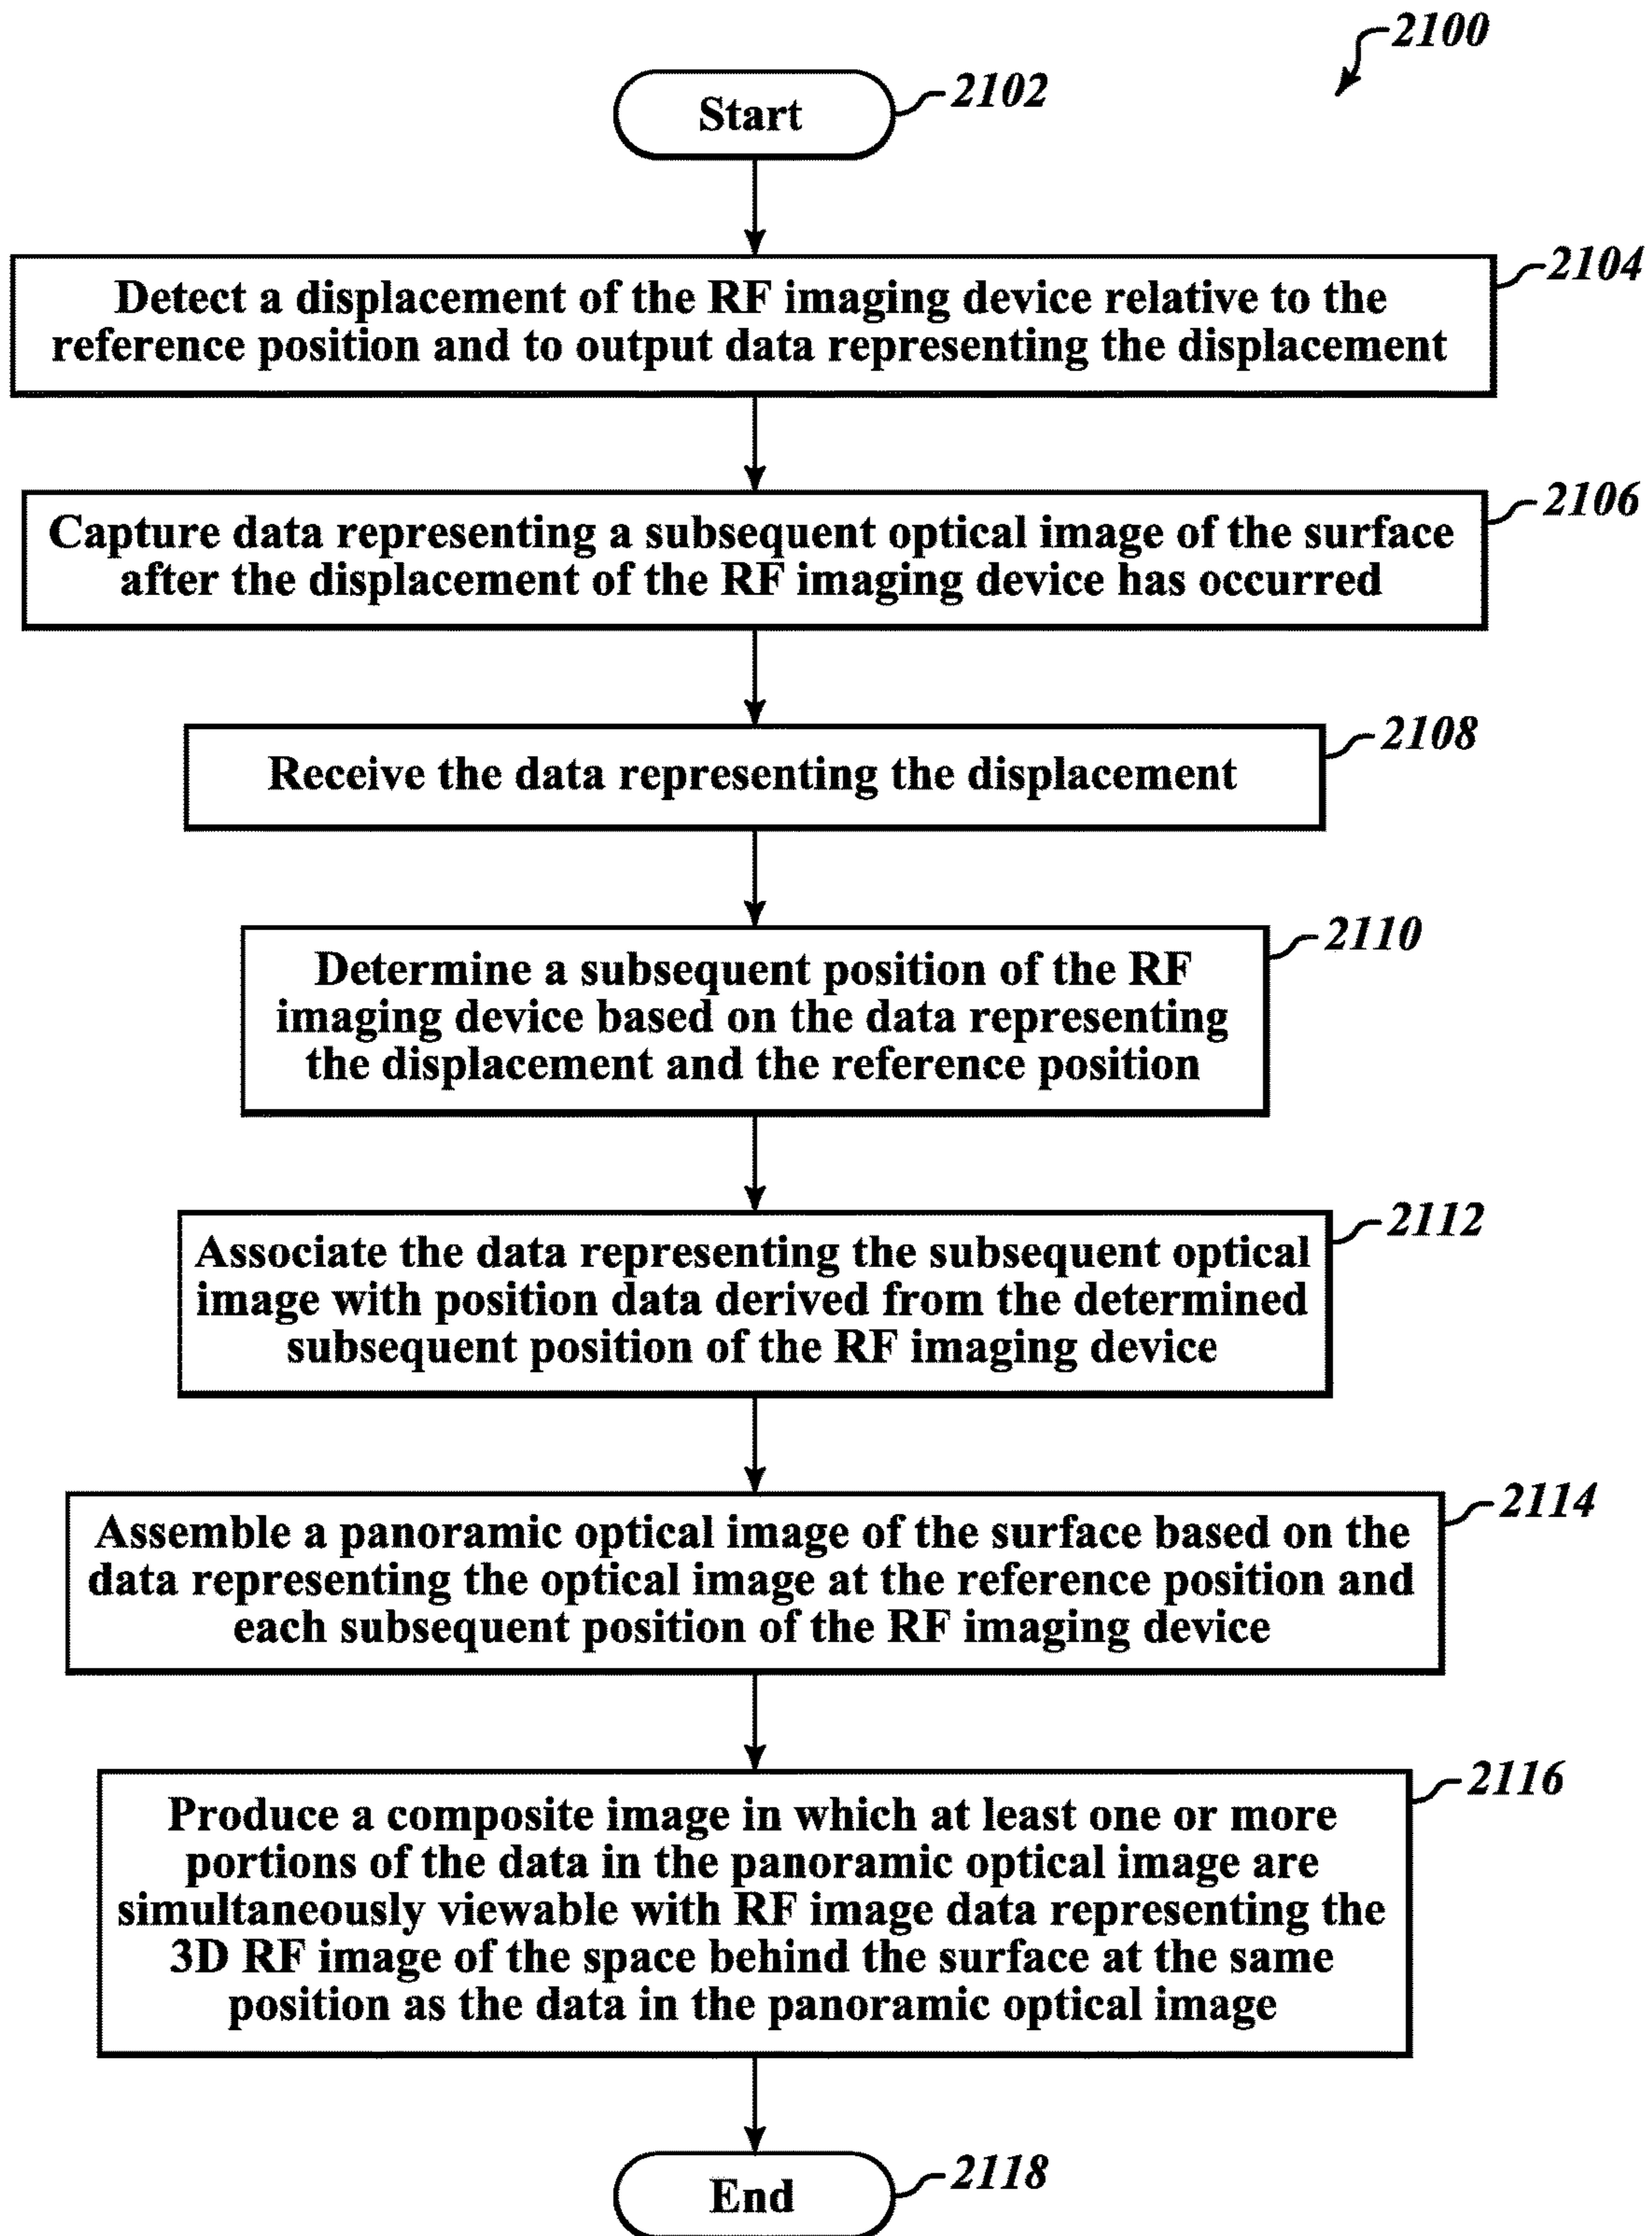 2100
Start
2102
2104
Detect a displacement of the RF imaging device relative to the
reference position and to output data representing the displacement
2106
Capture data representing a subsequent optical image of the surface
after the displacement of the RF imaging device has occurred
2108
Receive the data representing the displacement
2110
Determine a subsequent position of the RF
imaging device based on the data representing
the displacement and the reference position
2112
Associate the data representing the subsequent optical
image with position data derived from the determined
subsequent position of the RF imaging device
2114
Assemble a panoramic optical image of the surface based on the
data representing the optical image at the reference position and
each subsequent position of the RF imaging device
2116
Produce a composite image in which at least one or more
portions of the data in the panoramic optical image are
simultaneously viewable with RF image data representing the
3D RF image of the space behind the surface at the same
position as the data in the panoramic optical image
End
2118